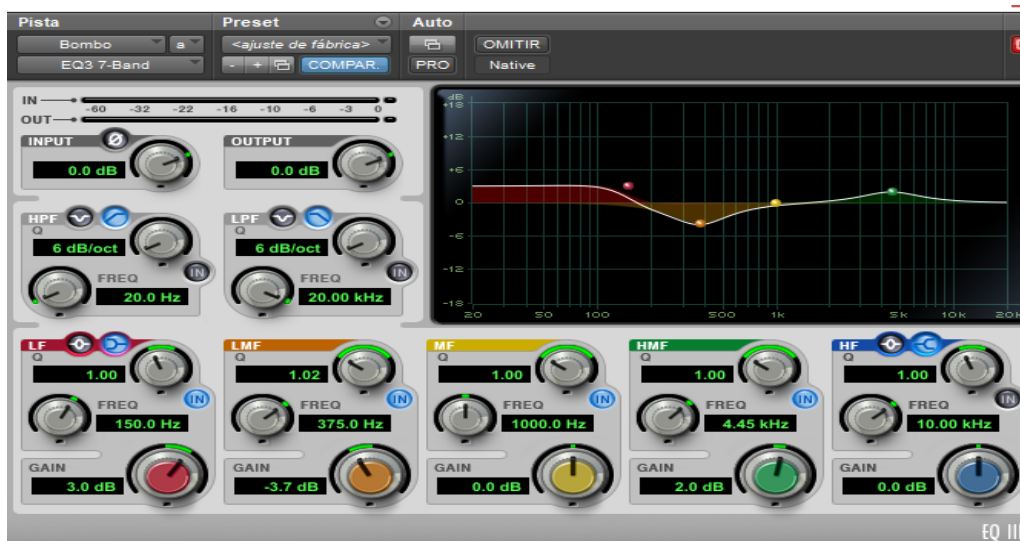 Pista Preset Auto
Bombo a <ajuste de fábrica> OMITIR
EQ3 7-Band - + COMPAR. PRO Native
IN
-60 -32 -22 -16 -10 -6 -3 0
OUT
INPUT Ø OUTPUT
0.0 dB 0.0 dB
HPF LPF
Q Q
6 dB/oct 6 dB/oct
IN IN
FREQ FREQ
20.0 Hz 20.00 kHz
dB
+18
+12
+6
0
-6
-12
-18
20 50 100 500 1k 5k 10k 20k
LF LMF MF HMF HF
Q Q Q Q Q
1.00 1.02 1.00 1.00 1.00
IN IN IN IN IN
FREQ FREQ FREQ FREQ FREQ
150.0 Hz 375.0 Hz 1000.0 Hz 4.45 kHz 10.00 kHz
GAIN GAIN GAIN GAIN GAIN
3.0 dB -3.7 dB 0.0 dB 2.0 dB 0.0 dB
EQ III